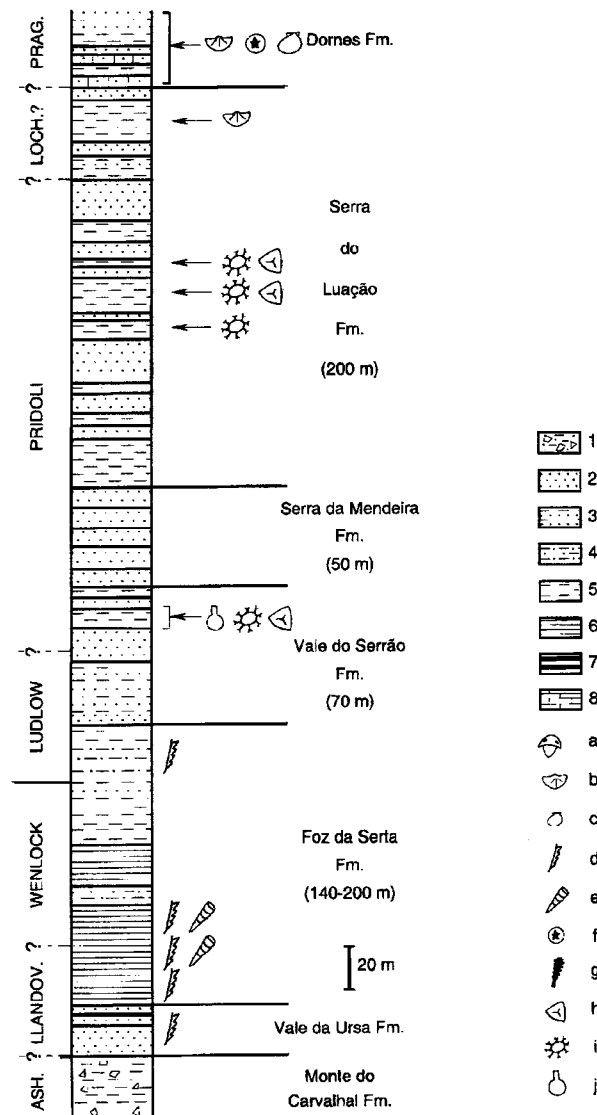 PRAG.
Dornes Fm.
?
LOCH.?
?
Serra
do
Luação
Fm.
(200 m)
PRIDOLI
Serra da Mendeira
Fm.
(50 m)
?
Vale do Serrão
Fm.
(70 m)
LUDLOW
WENLOCK
Foz da Serta
Fm.
(140-200 m)
?
20 m
LLANDOV.
Vale da Ursa Fm.
?
ASH.
Monte do
Carvalhal Fm.
1
2
3
4
5
6
7
8
a
b
c
d
e
f
g
h
i
j